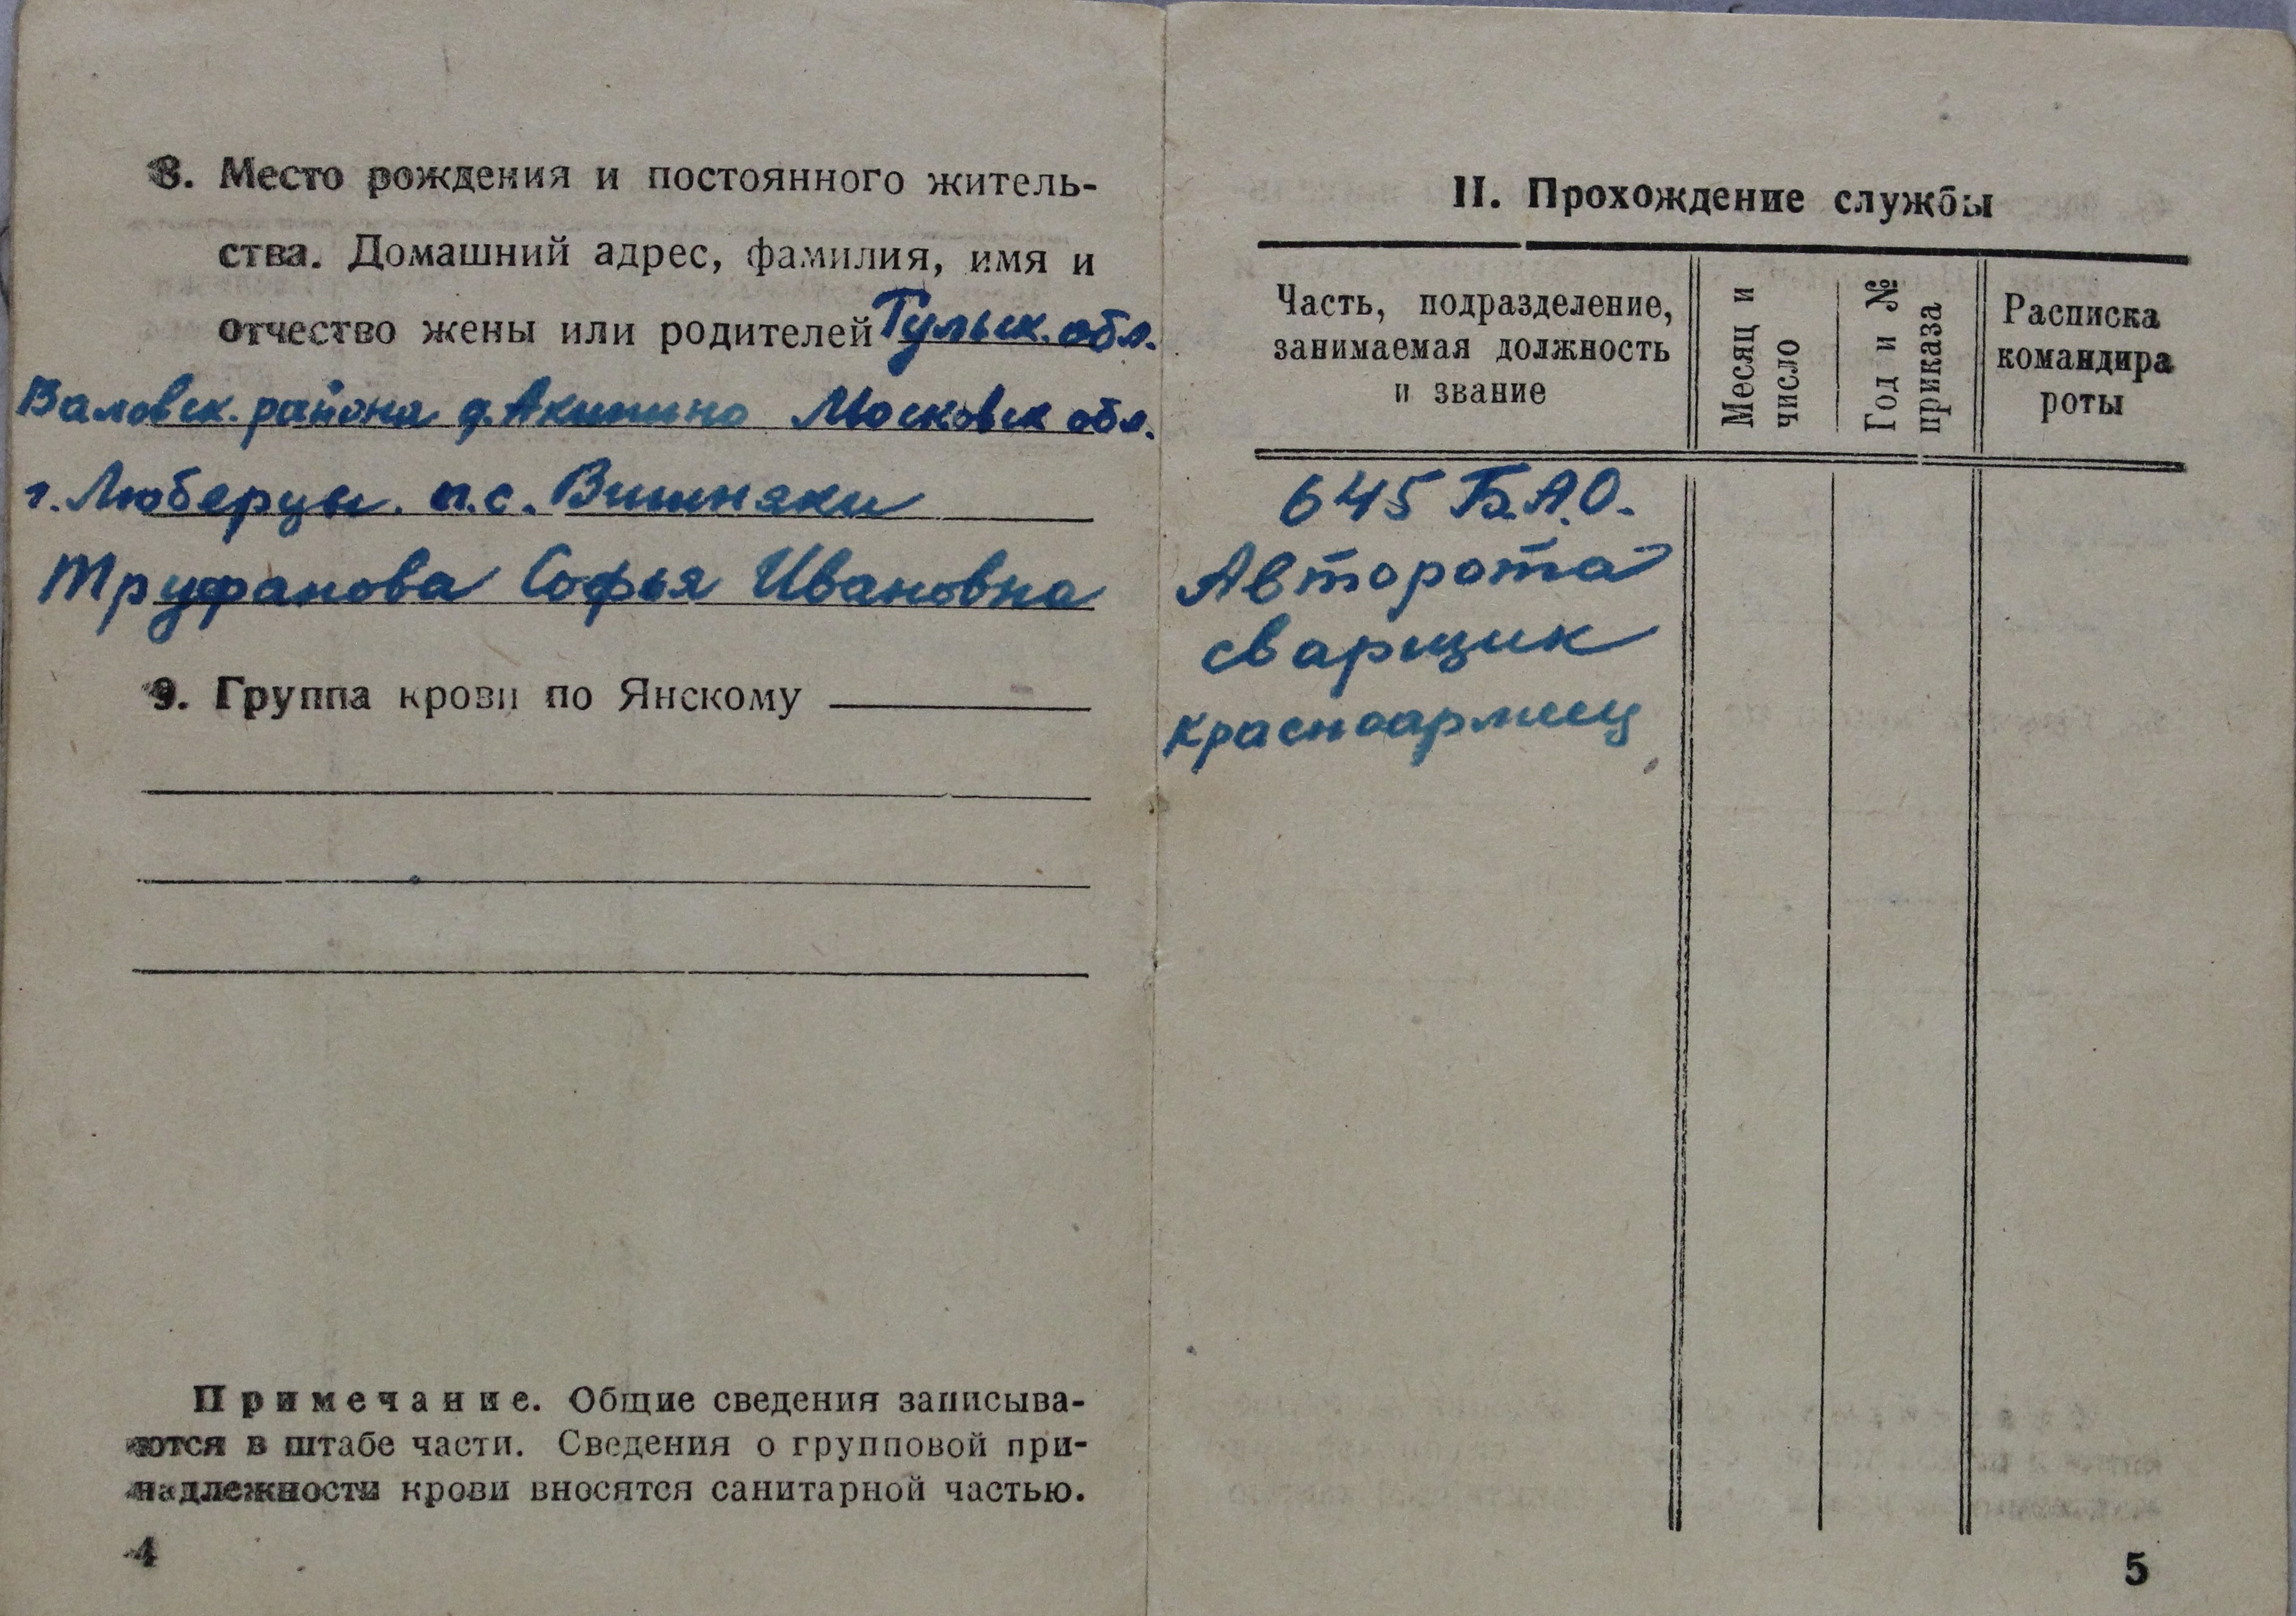 8. Место рождения и постоянного житель-
ства. Домашний адрес, фамилия, имя и
отчество жены или родителей Тульск. обл.
Валовск. района д. Акинино Московск обл.
г. Люберцы. п.с. Вишняки
Труфанова Софья Ивановна
9. Группа крови по Янскому
Примечание. Общие сведения записыва-
ются в штабе части. Сведения о групповой при-
надлежности крови вносятся санитарной частью.
4
II. Прохождение службы
Часть, подразделение,
занимаемая должность
и звание
Месяц и
число
Год и №
приказа
Расписка
командира
роты
645 Б.А.О.
Авторота
сварщик
красноармеец
5